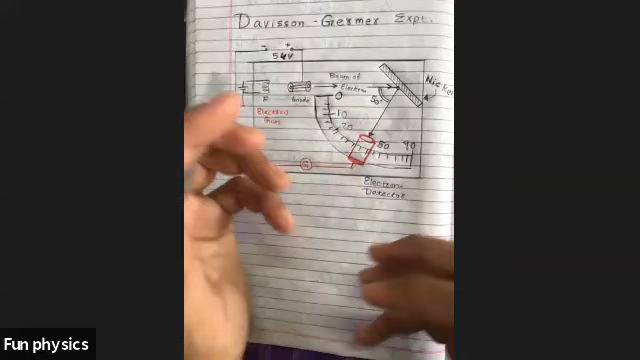 Davisson-Germer Expt.
- +
54V
Beam of
Electron
Nickel
F
Anode
50°
0
10
20
50 90
Electron
Gun
G
Electron
Detector
Fun physics